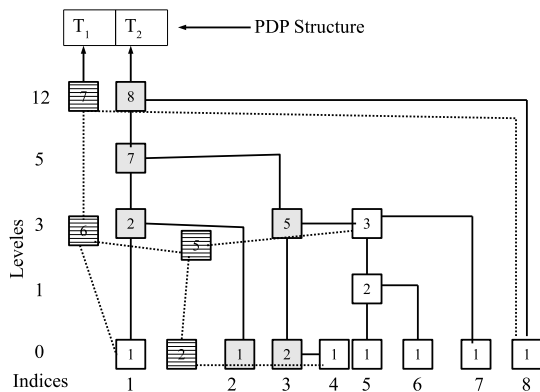 T1 T2 PDP Structure
12 7 8
5 7
3 6 2 5 5 3
1 2
0 1 2 1 2 1 1 1 1 1
Indices 1 2 3 4 5 6 7 8
Leveles